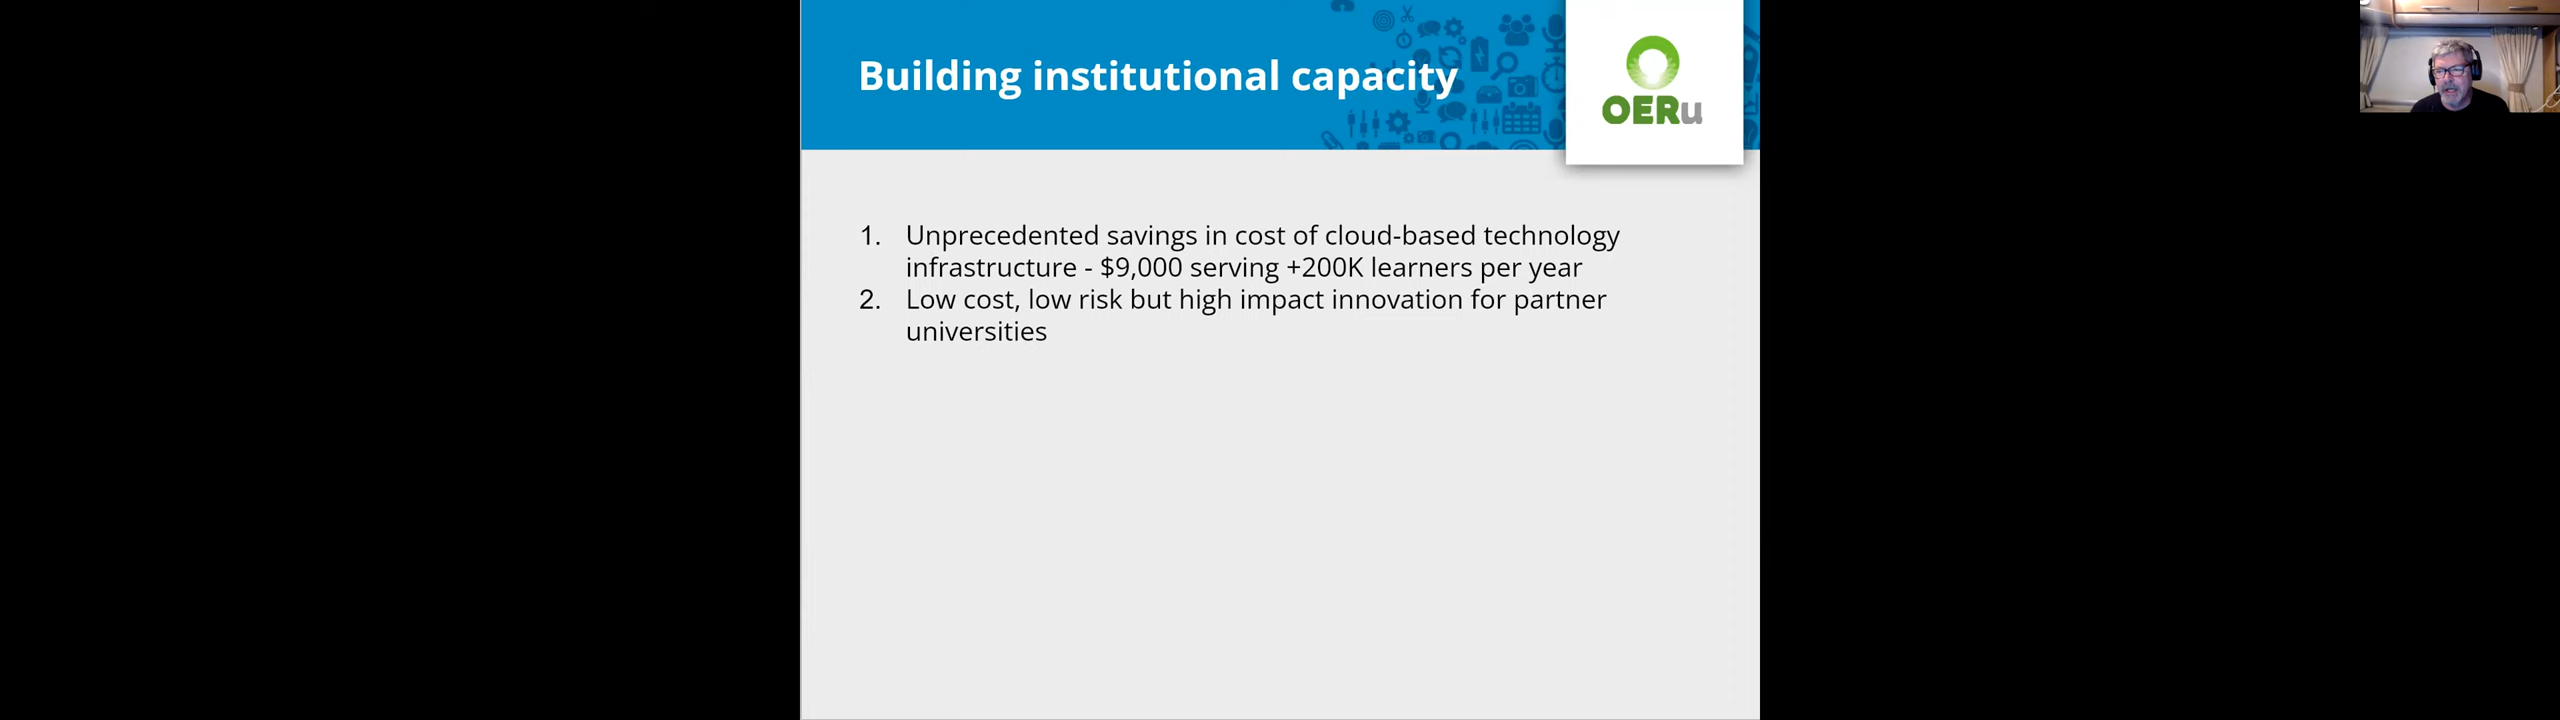 Building institutional capacity
OERu
1. Unprecedented savings in cost of cloud-based technology
infrastructure - $9,000 serving +200K learners per year
2. Low cost, low risk but high impact innovation for partner
universities